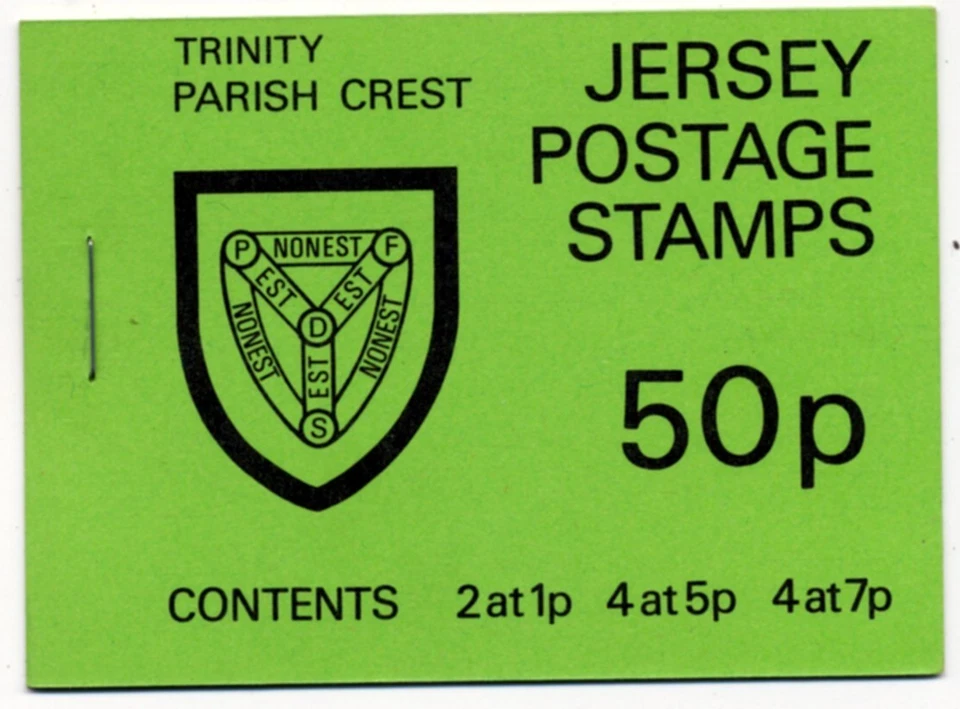 TRINITY
PARISH CREST
JERSEY
POSTAGE
STAMPS
P NONEST F
EST EST
NONEST D NONEST
EST
S
50p
CONTENTS 2at1p 4at5p 4at7p